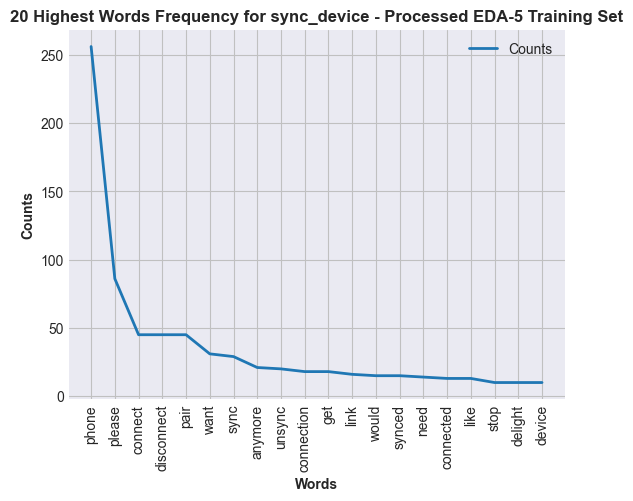 20 Highest Words Frequency for sync_device - Processed EDA-5 Training Set
Counts
250
200
150
100
50
0
Counts
phone
please
connect
disconnect
pair
want
sync
anymore
unsync
connection
get
link
would
synced
need
connected
like
stop
delight
device
Words